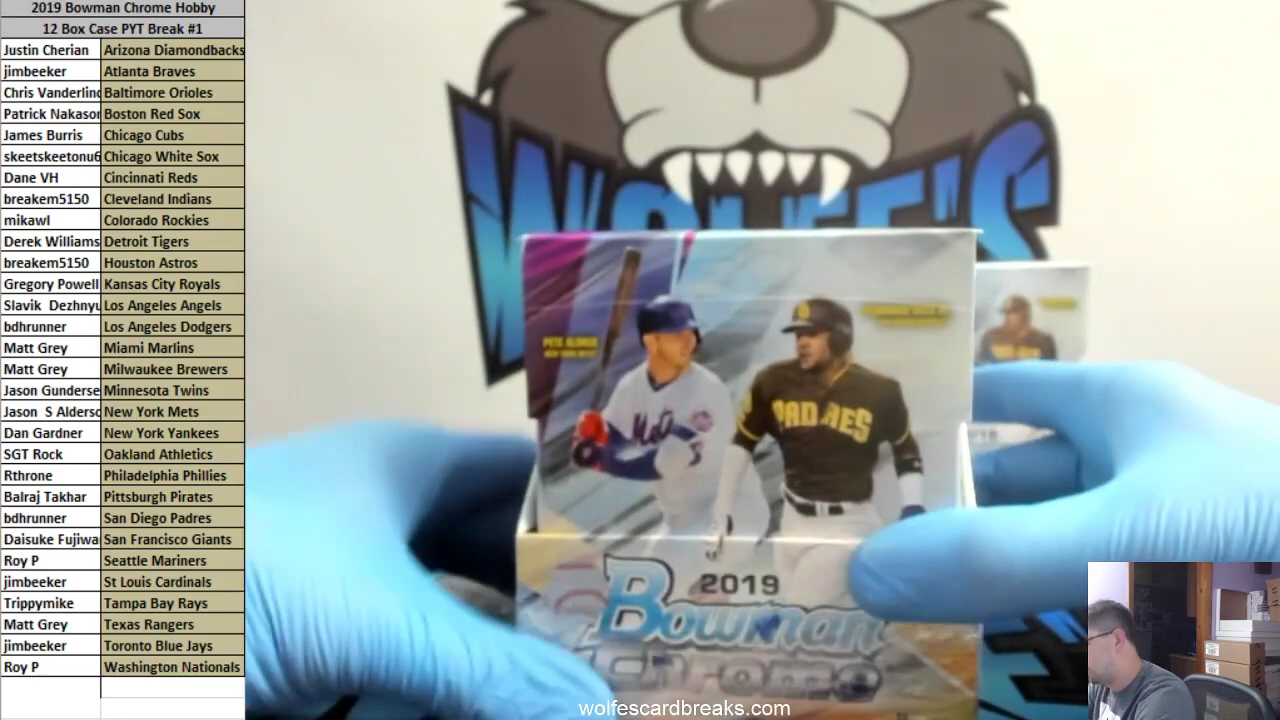 2019 Bowman Chrome Hobby
12 Box Case PYT Break #1
Justin Cherian Arizona Diamondbacks
jimbeeker Atlanta Braves
Chris Vanderlind Baltimore Orioles
Patrick Nakason Boston Red Sox
James Burris Chicago Cubs
skeetskeetonu6 Chicago White Sox
Dane VH Cincinnati Reds
breakem5150 Cleveland Indians
mikawl Colorado Rockies
Derek Williams Detroit Tigers
breakem5150 Houston Astros
Gregory Powell Kansas City Royals
Slavik Dezhnyu Los Angeles Angels
bdhrunner Los Angeles Dodgers
Matt Grey Miami Marlins
Matt Grey Milwaukee Brewers
Jason Gunderse Minnesota Twins
Jason S Alderso New York Mets
Dan Gardner New York Yankees
SGT Rock Oakland Athletics
Rthrone Philadelphia Phillies
Balraj Takhar Pittsburgh Pirates
bdhrunner San Diego Padres
Daisuke Fujiwa San Francisco Giants
Roy P Seattle Mariners
jimbeeker St Louis Cardinals
Trippymike Tampa Bay Rays
Matt Grey Texas Rangers
jimbeeker Toronto Blue Jays
Roy P Washington Nationals
WOLFE'S
PETE ALONSO
NEW YORK METS
Mets
PADRES
2019
Bowman
CHROME
wolfescardbreaks.com